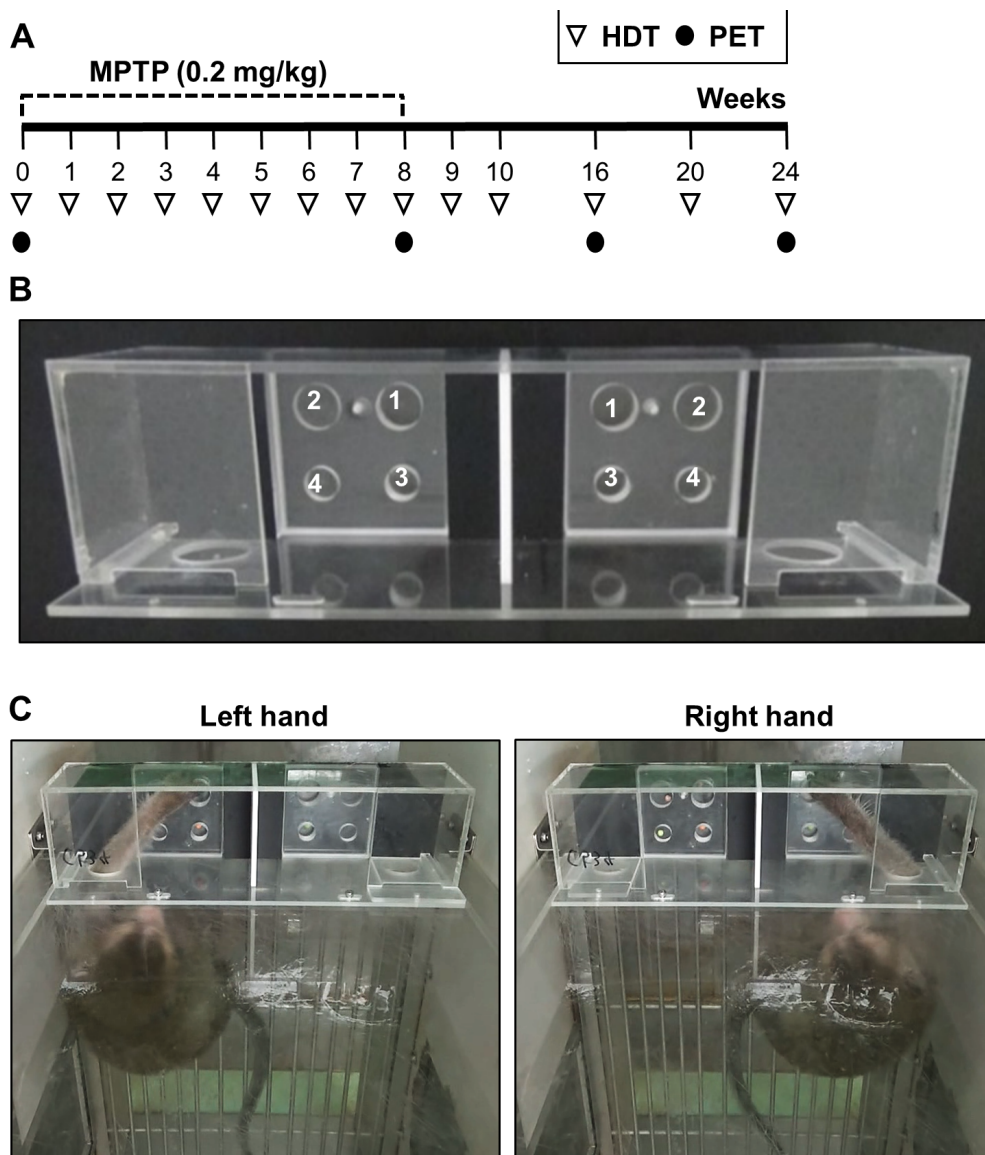 A
▽ HDT ● PET
MPTP (0.2 mg/kg)
Weeks
0 1 2 3 4 5 6 7 8 9 10 16 20 24
B
2 1 1 2
4 3 3 4
C
Left hand Right hand